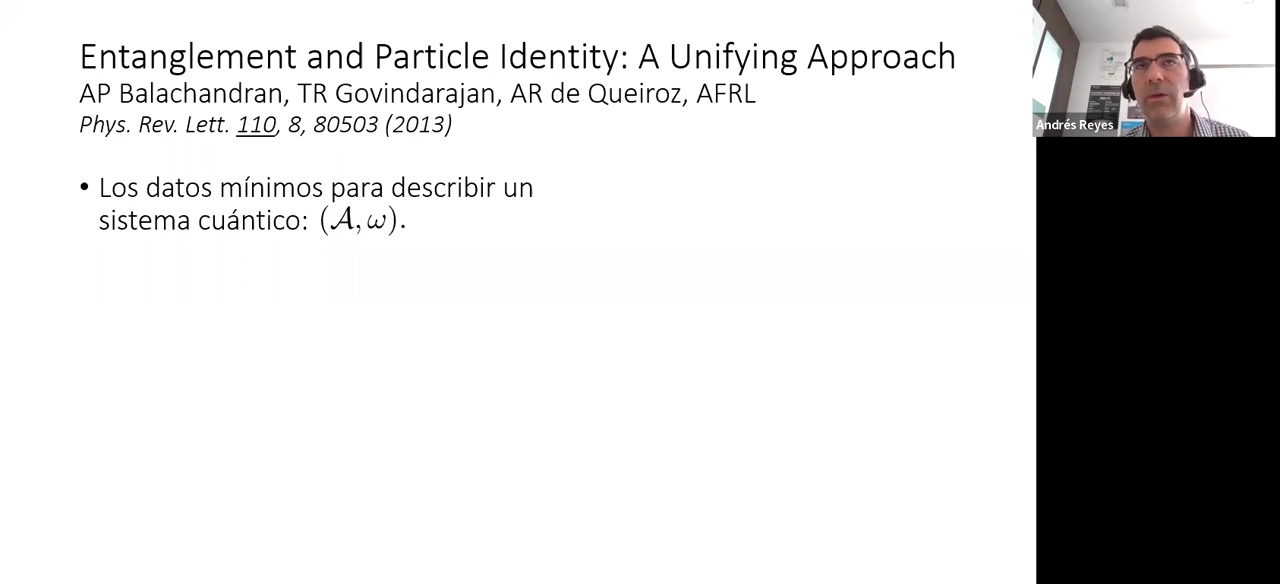 Entanglement and Particle Identity: A Unifying Approach
AP Balachandran, TR Govindarajan, AR de Queiroz, AFRL
Phys. Rev. Lett. 110, 8, 80503 (2013)
• Los datos mínimos para describir un
sistema cuántico: (𝒜, ω).
Andrés Reyes